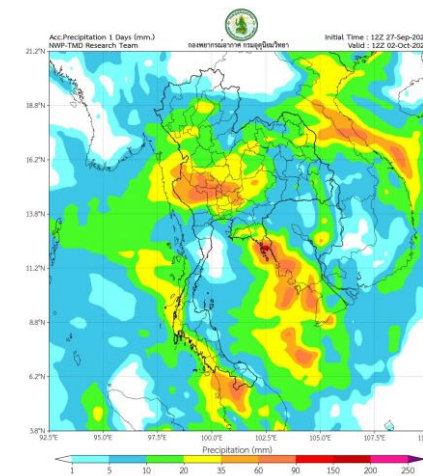 Acc.Precipitation 1 Days (mm.)
NWP-TMD Research Team
กองพยากรณ์อากาศ กรมอุตุนิยมวิทยา
Initial Time : 12Z 27-Sep-202
Valid : 12Z 02-Oct-202
21.2°N
18.8°N
16.2°N
13.8°N
11.2°N
8.8°N
6.2°N
3.8°N
92.5°E 95.0°E 97.5°E 100.0°E 102.5°E 105.0°E 107.5°E
Precipitation (mm)
1 5 10 20 35 60 90 150 200 250